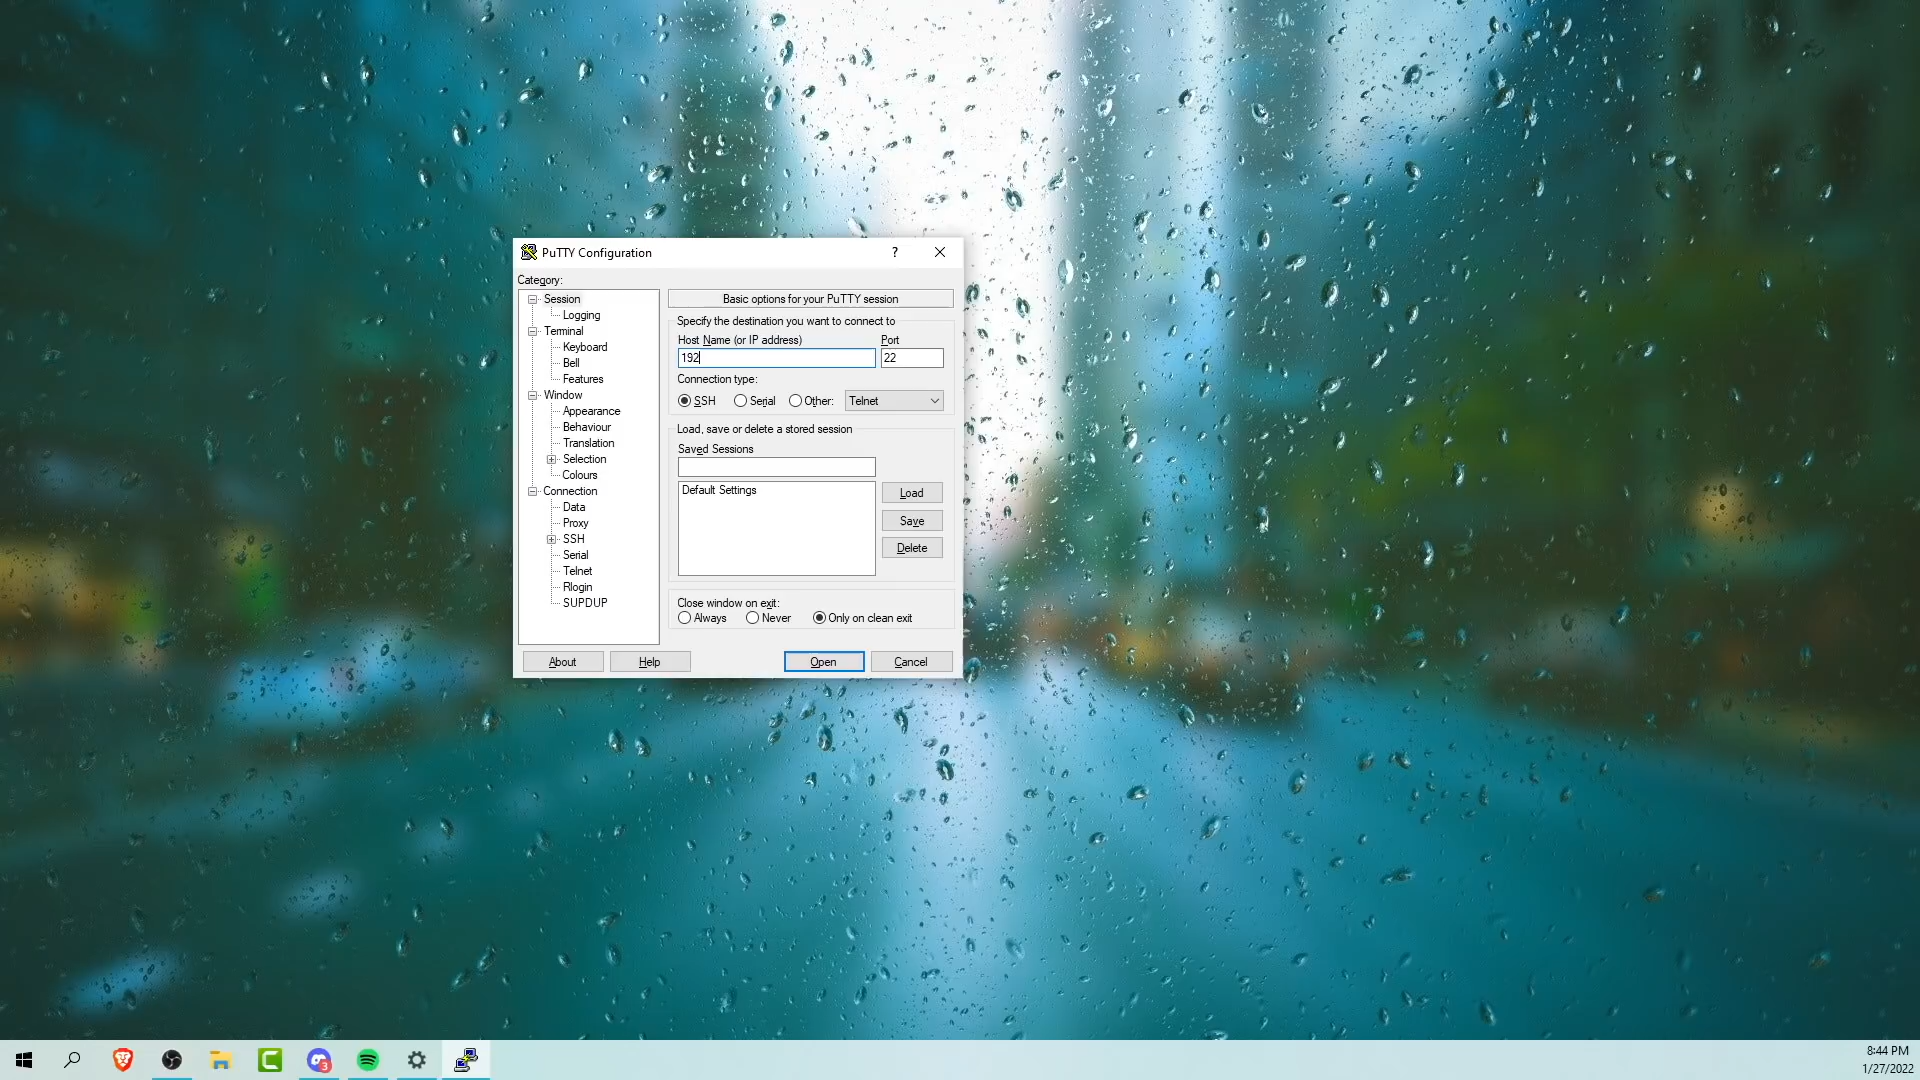 PuTTY Configuration
?
Category:
Session
Logging
Terminal
Keyboard
Bell
Features
Window
Appearance
Behaviour
Translation
Selection
Colours
Connection
Data
Proxy
SSH
Serial
Telnet
Rlogin
SUPDUP
Basic options for your PuTTY session
Specify the destination you want to connect to
Host Name (or IP address) Port
192 22
Connection type:
SSH Serial Other: Telnet
Load, save or delete a stored session
Saved Sessions
Default Settings
Load
Save
Delete
Close window on exit:
Always Never Only on clean exit
About Help Open Cancel
3
8:44 PM
1/27/2022